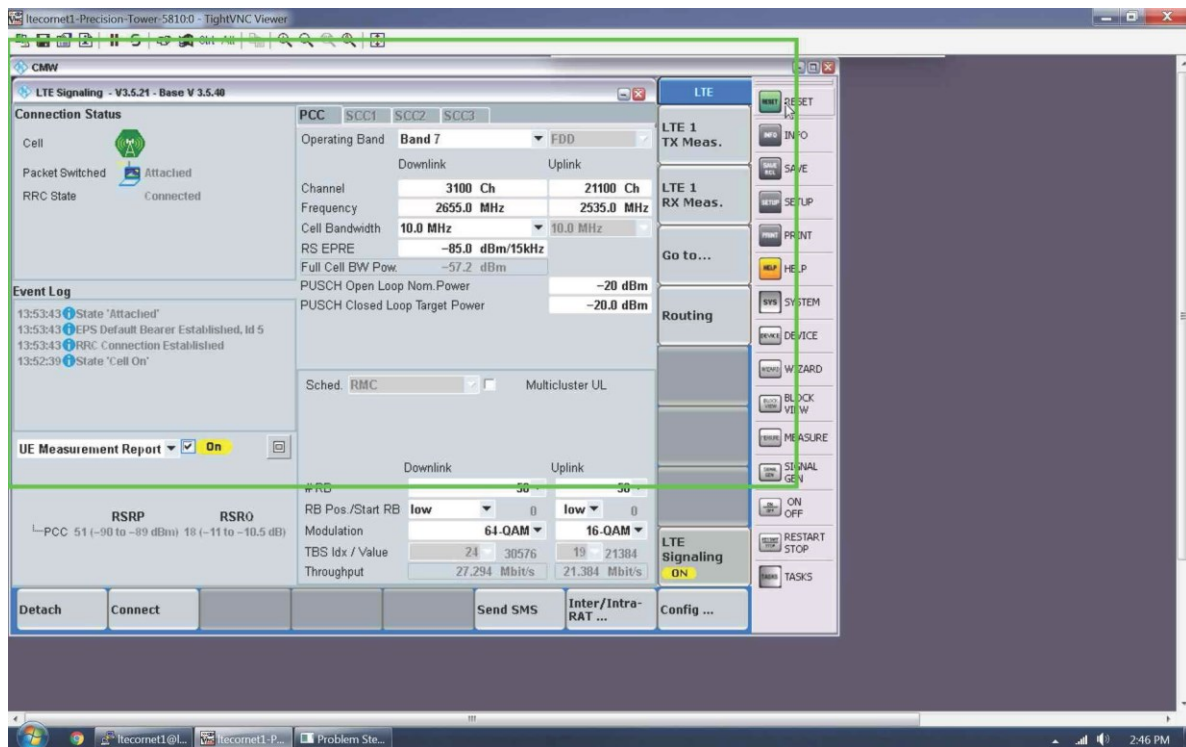 ltecornet1-Precision-Tower-5810:0 - TightVNC Viewer
CMW
LTE Signaling - V3.5.21 - Base V 3.5.40
Connection Status
Cell
Packet Switched Attached
RRC State Connected
Event Log
13:53:43 State 'Attached'
13:53:43 EPS Default Bearer Established, Id 5
13:53:43 RRC Connection Established
13:52:39 State 'Cell On'
UE Measurement Report On
RSRP RSRQ
PCC 51 (-90 to -89 dBm) 18 (-11 to -10.5 dB)
PCC SCC1 SCC2 SCC3
Operating Band Band 7 FDD
Downlink Uplink
Channel 3100 Ch 21100 Ch
Frequency 2655.0 MHz 2535.0 MHz
Cell Bandwidth 10.0 MHz 10.0 MHz
RS EPRE -85.0 dBm/15kHz
Full Cell BW Pow. -57.2 dBm
PUSCH Open Loop Nom.Power -20 dBm
PUSCH Closed Loop Target Power -20.0 dBm
Sched. RMC Multicluster UL
Downlink Uplink
# RB 50 50
RB Pos./Start RB low 0 low 0
Modulation 64-QAM 16-QAM
TBS Idx / Value 24 30576 19 21384
Throughput 27.294 Mbit/s 21.384 Mbit/s
LTE
LTE 1
TX Meas.
LTE 1
RX Meas.
Go to...
Routing
LTE
Signaling
ON
RESET
INFO
SAVE
SETUP
PRINT
HELP
SYS SYSTEM
DEVICE
WIZARD
BLOCK
VIEW
MEASURE
SIGNAL
GEN
ON
OFF
RESTART
STOP
TASKS
Detach Connect Send SMS Inter/Intra-
RAT ... Config ...
ltecornet1@l... ltecornet1-P... Problem Ste... 2:46 PM